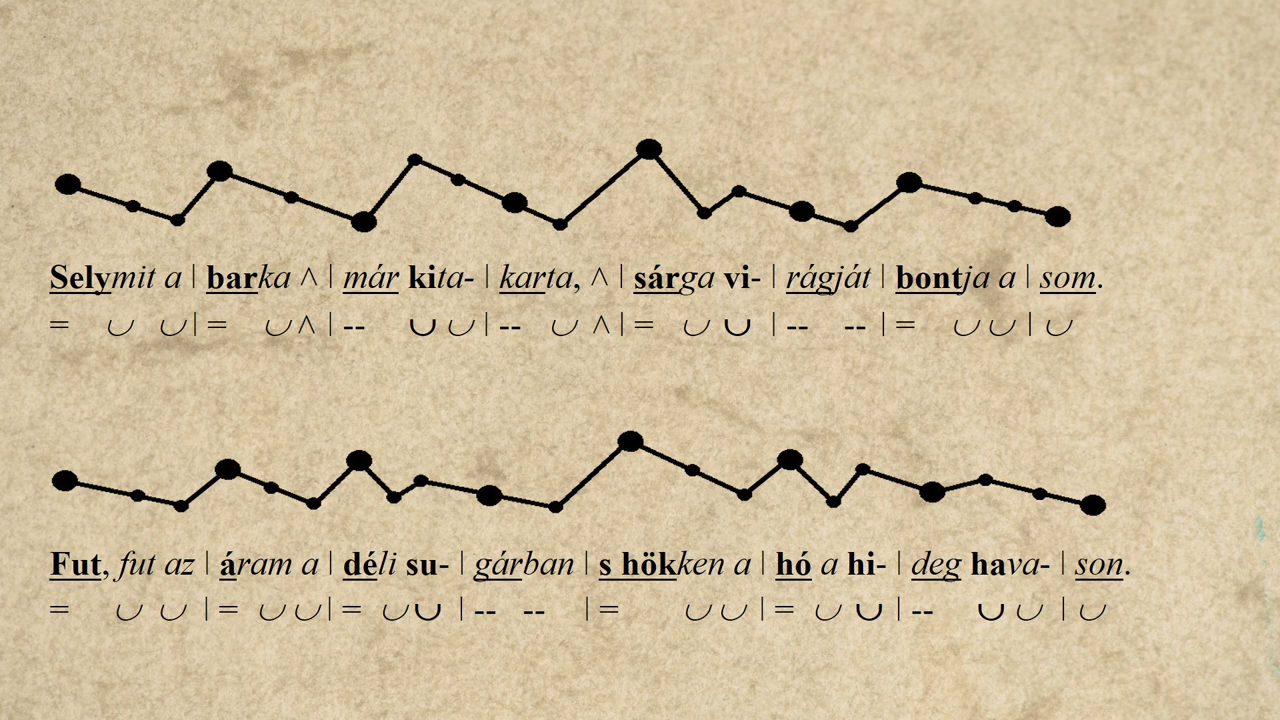 Selymit a | barka ^ | már kita- | karta, ^ | sárga vi- | rágját | bontja a | som.
= ∪ ∪ | = ∪ ^ | -- ∪ ∪ | -- ∪ ^ | = ∪ ∪ | -- -- | = ∪ ∪ | ∪
Fut, fut az | áram a | déli su- | gárban | s hökken a | hó a hi- | deg hava- | son.
= ∪ ∪ | = ∪ ∪ | = ∪ ∪ | -- -- | = ∪ ∪ | = ∪ ∪ | -- ∪ ∪ | ∪